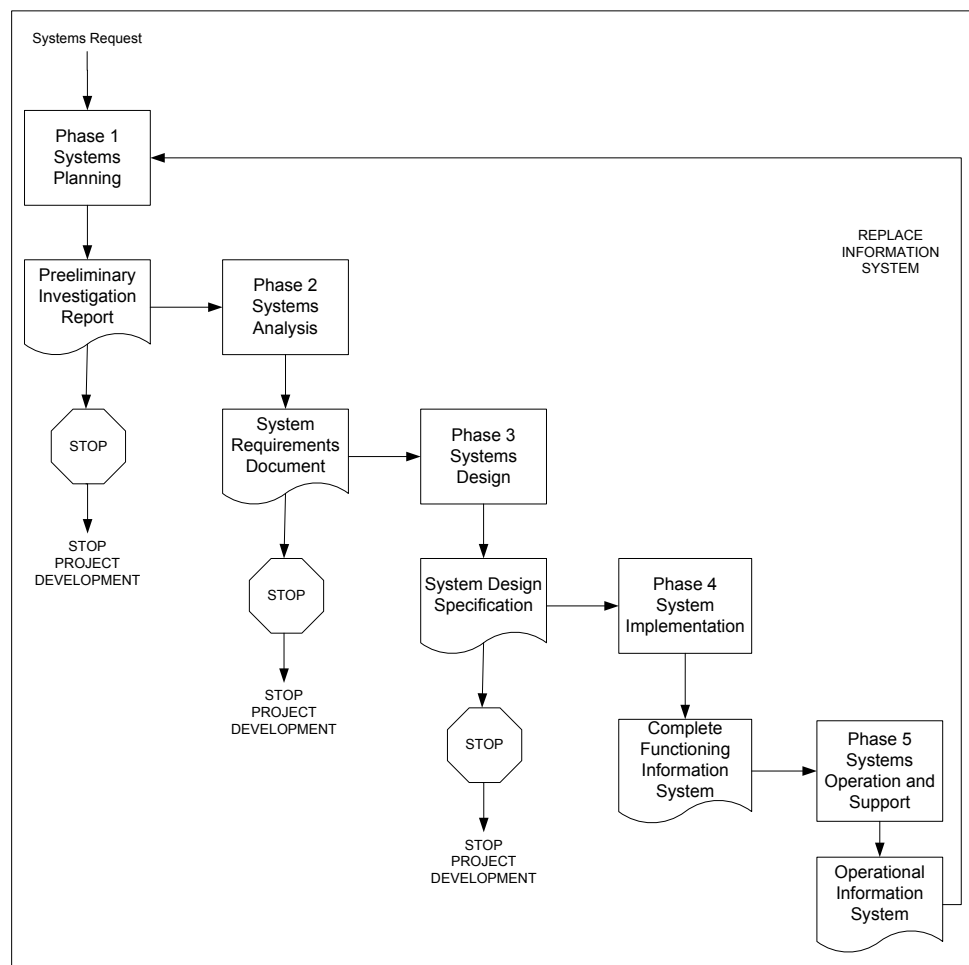 Systems Request
Phase 1
Systems
Planning
REPLACE
INFORMATION
SYSTEM
Preeliminary
Investigation
Report
Phase 2
Systems
Analysis
STOP
STOP
PROJECT
DEVELOPMENT
System
Requirements
Document
Phase 3
Systems
Design
STOP
STOP
PROJECT
DEVELOPMENT
System Design
Specification
Phase 4
System
Implementation
STOP
STOP
PROJECT
DEVELOPMENT
Complete
Functioning
Information
System
Phase 5
Systems
Operation and
Support
Operational
Information
System